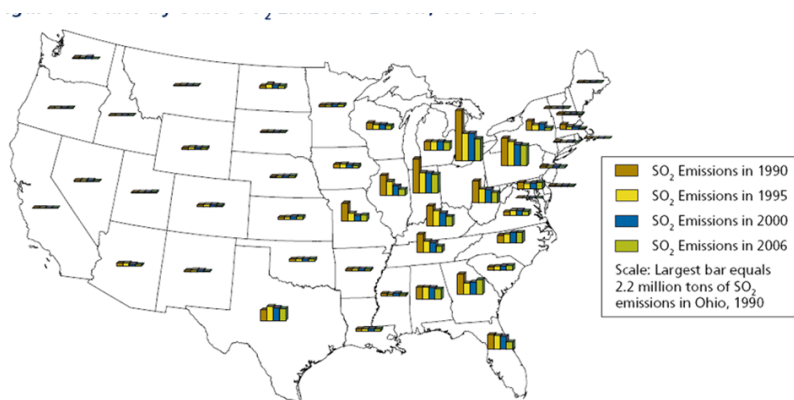 SO₂ Emissions in 1990
SO₂ Emissions in 1995
SO₂ Emissions in 2000
SO₂ Emissions in 2006
Scale: Largest bar equals
2.2 million tons of SO₂
emissions in Ohio, 1990